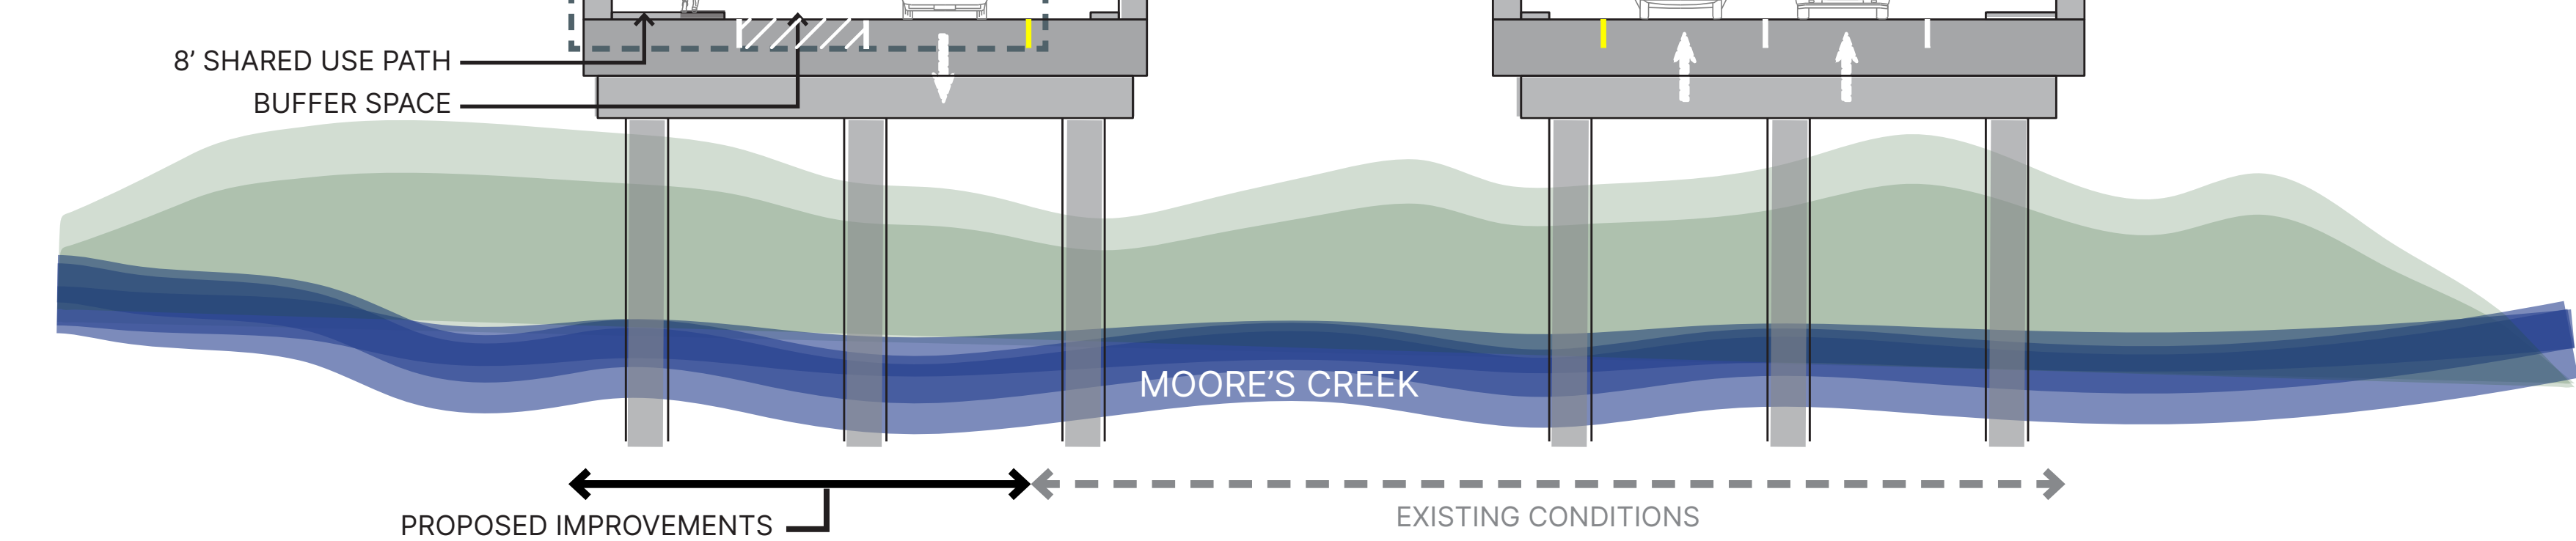 8’ SHARED USE PATH
BUFFER SPACE
MOORE’S CREEK
PROPOSED IMPROVEMENTS
EXISTING CONDITIONS